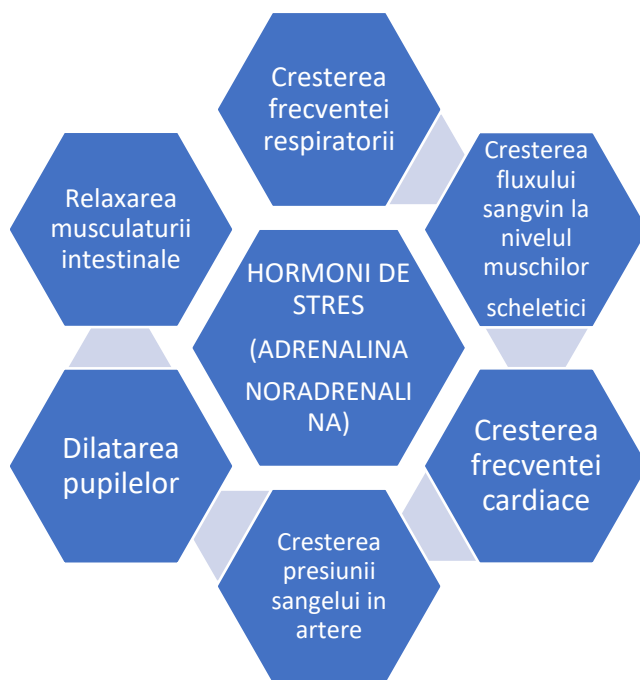 Cresterea
frecventei
respiratorii
Cresterea
fluxului
sangvin la
nivelul
muschilor
scheletici
Relaxarea
musculaturii
intestinale
HORMONI DE
STRES
(ADRENALINA
NORADRENALI
NA)
Dilatarea
pupilelor
Cresterea
frecventei
cardiace
Cresterea
presiunii
sangelui in
artere